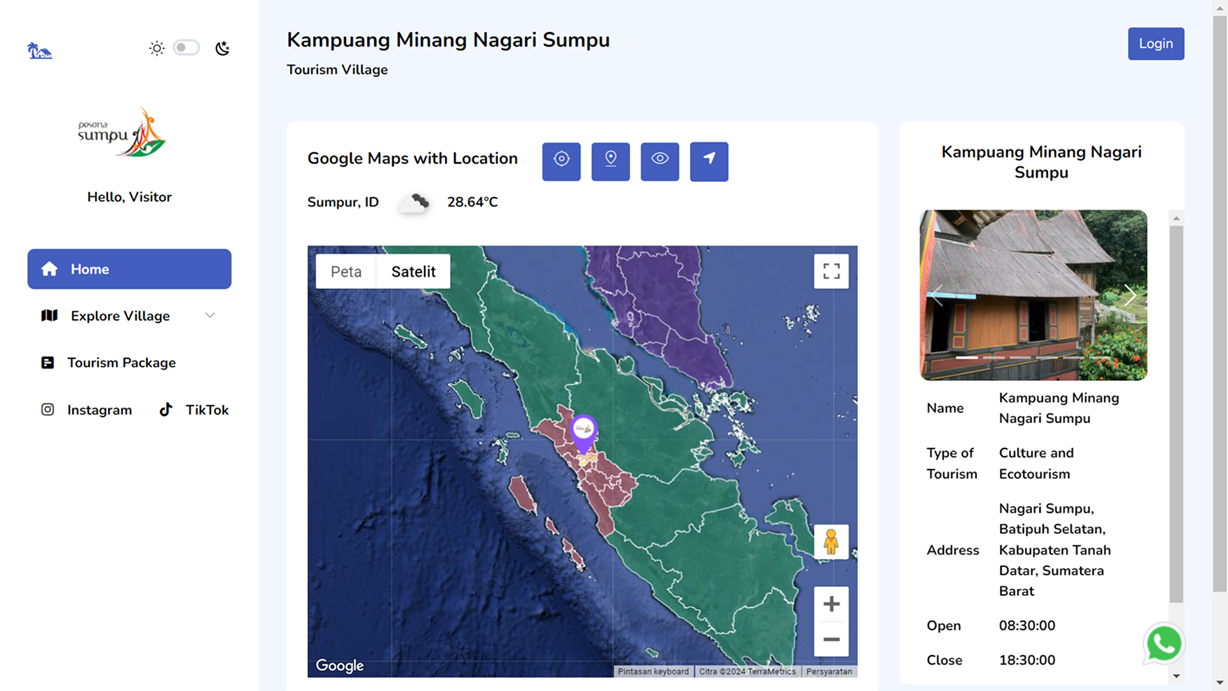 Kampuang Minang Nagari Sumpu
Tourism Village
Login
pesona
sumpu
Hello, Visitor
Home
Explore Village
Tourism Package
Instagram
TikTok
Google Maps with Location
Sumpur, ID
28.64°C
Peta
Satelit
Google
Pintasan keyboard
Citra ©2024 TerraMetrics
Persyaratan
Kampuang Minang Nagari
Sumpu
Name
Kampuang Minang
Nagari Sumpu
Type of
Tourism
Culture and
Ecotourism
Address
Nagari Sumpu,
Batipuh Selatan,
Kabupaten Tanah
Datar, Sumatera
Barat
Open
08:30:00
Close
18:30:00